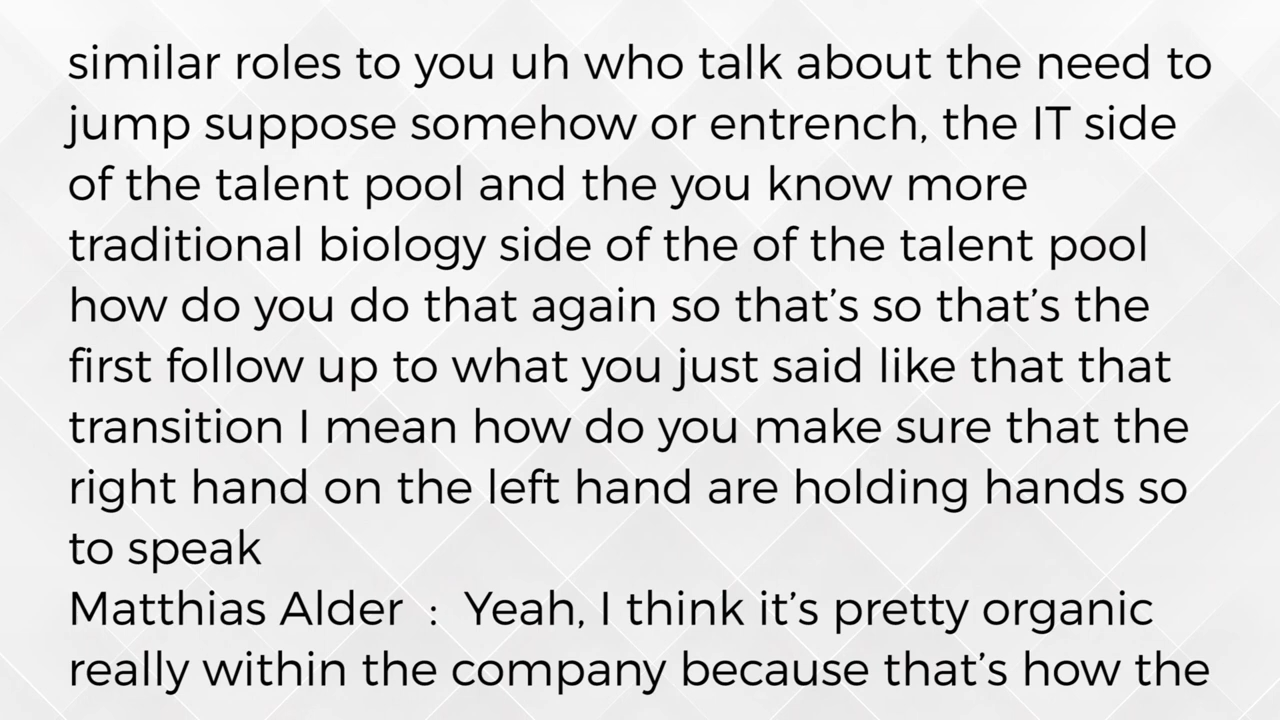 similar roles to you uh who talk about the need to
jump suppose somehow or entrench, the IT side
of the talent pool and the you know more
traditional biology side of the of the talent pool
how do you do that again so that's so that's the
first follow up to what you just said like that that
transition I mean how do you make sure that the
right hand on the left hand are holding hands so
to speak
Matthias Alder  :  Yeah, I think it's pretty organic
really within the company because that's how the